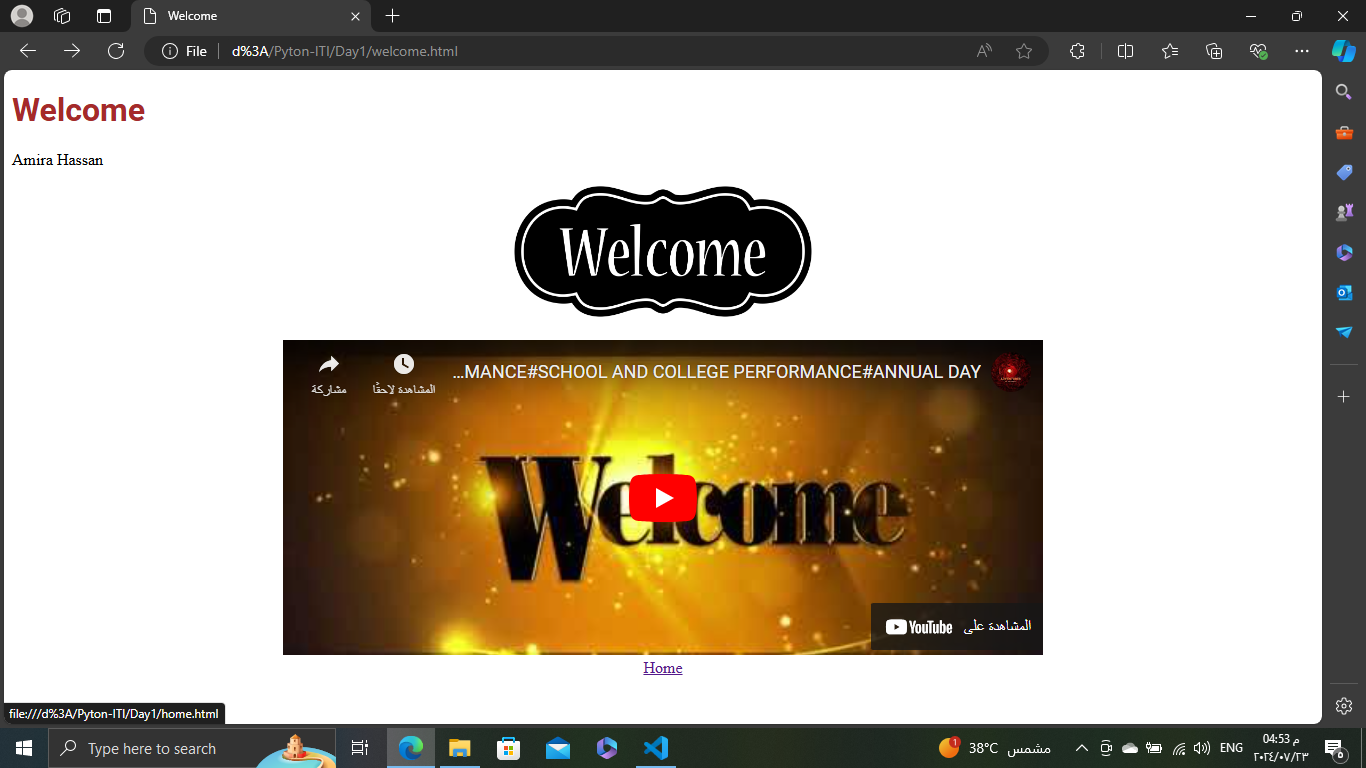 Welcome
File
d%3A/Pyton-ITI/Day1/welcome.html
Welcome
Amira Hassan
Welcome
مشاركة
المشاهدة لاحقًا
...MANCE#SCHOOL AND COLLEGE PERFORMANCE#ANNUAL DAY
Welcome
المشاهدة على YouTube
Home
file:///d%3A/Pyton-ITI/Day1/home.html
Type here to search
1
38°C مشمس
ENG
04:53 م
٢٠٢٤/٠٧/٢٣